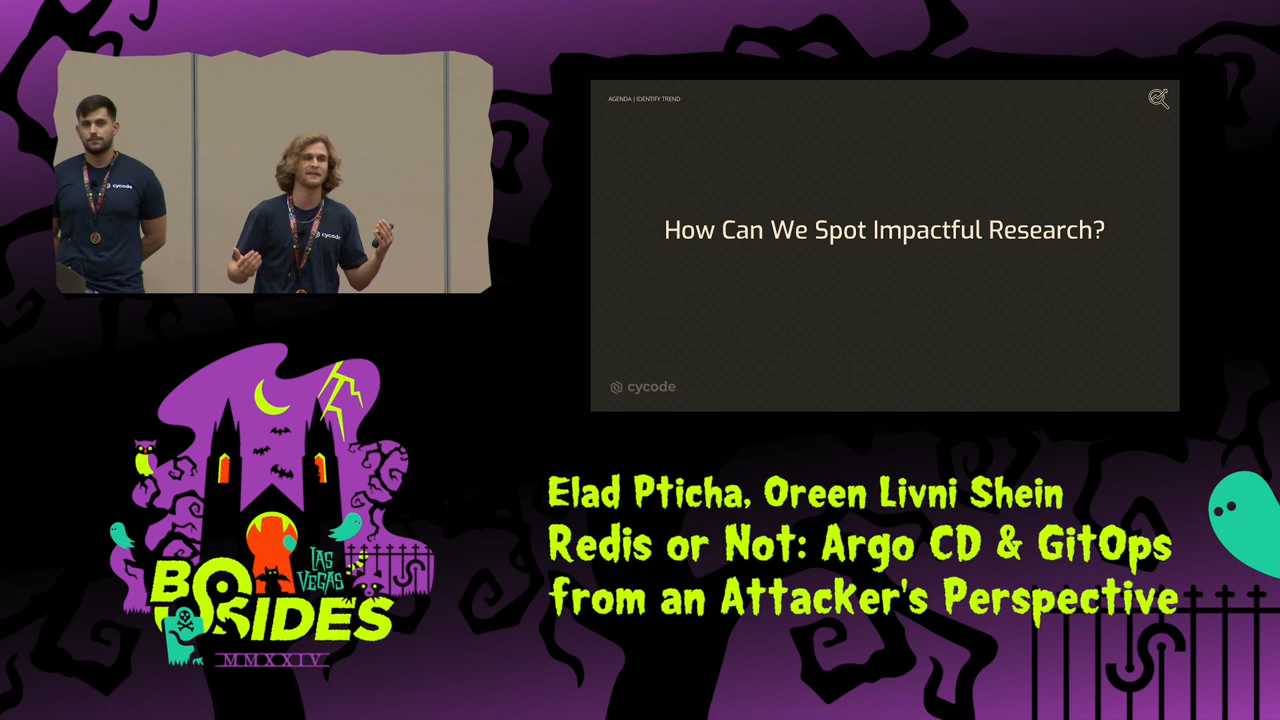 cycode
cycode
AGENDA | IDENTIFY TREND
How Can We Spot Impactful Research?
cycode
LAS
VEGAS
BSIDES
MMXXIV
Elad Pticha, Oreen Livni Shein
Redis or Not: Argo CD & GitOps
from an Attacker's Perspective